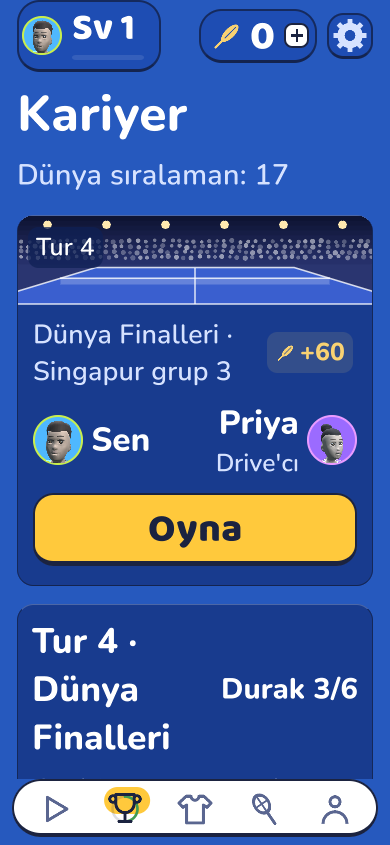 Sv 1
0
Kariyer
Dünya sıralaman: 17
Tur 4
Dünya Finalleri ·
Singapur grup 3
+60
Sen
Priya
Drive'cı
Oyna
Tur 4 ·
Dünya
Finalleri
Durak 3/6